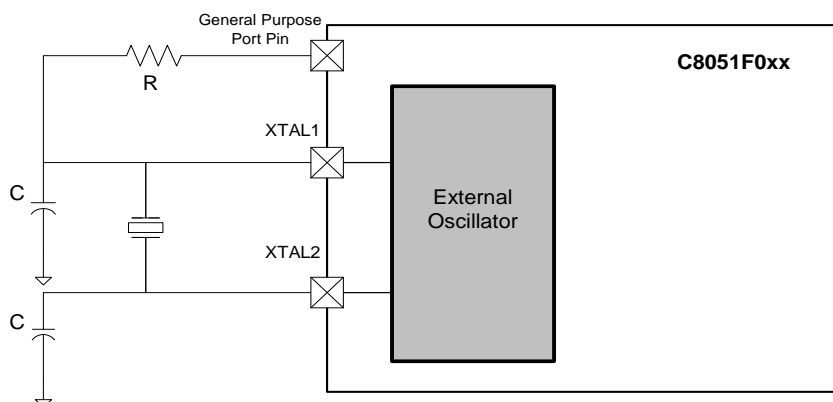 General Purpose
Port Pin
C8051F0xx
R
XTAL1
C
External
Oscillator
XTAL2
C